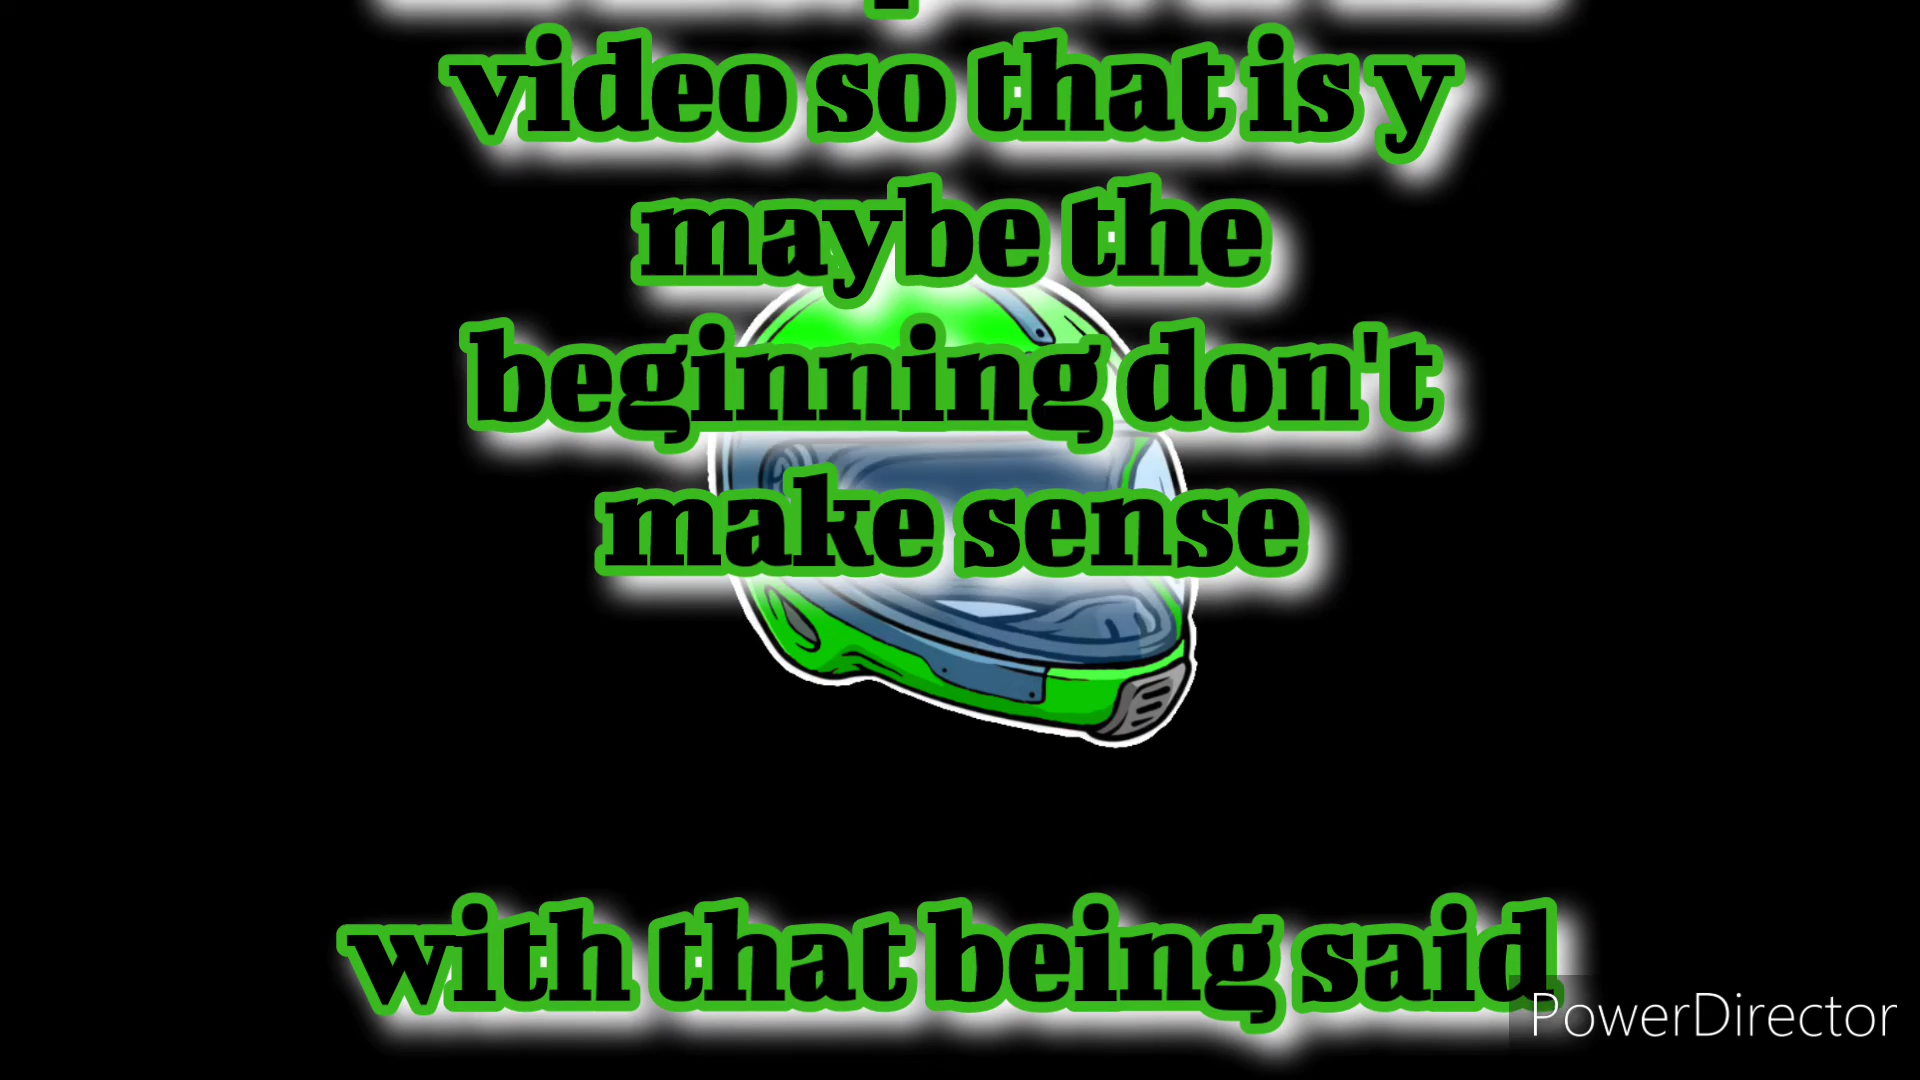 video so that is y
maybe the
beginning don't
make sense
with that being said
PowerDirector